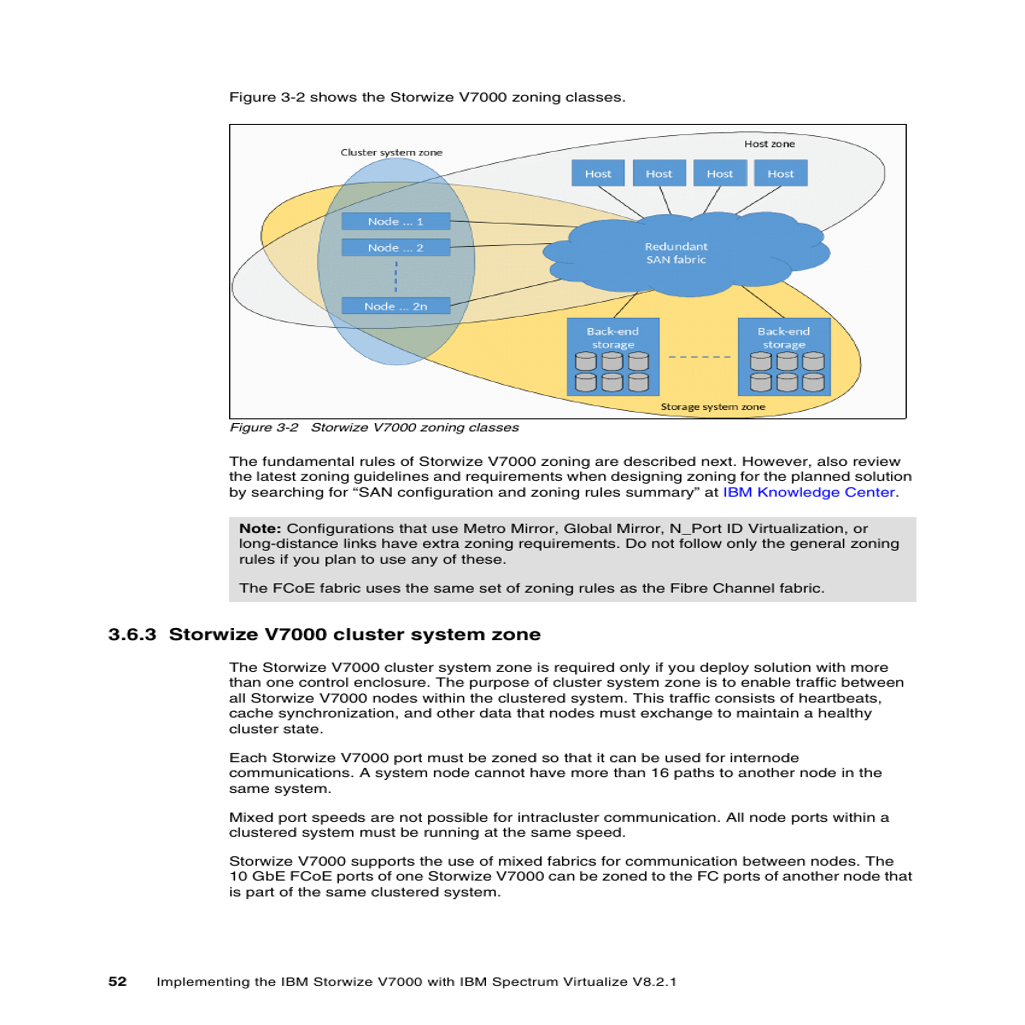 Figure 3-2 shows the Storwize V7000 zoning classes.
Cluster system zone
Host zone
Host Host Host Host
Node ... 1
Node ... 2
Node ... 2n
Redundant
SAN fabric
Back-end
storage
Back-end
storage
Storage system zone
Figure 3-2 Storwize V7000 zoning classes
The fundamental rules of Storwize V7000 zoning are described next. However, also review
the latest zoning guidelines and requirements when designing zoning for the planned solution
by searching for “SAN configuration and zoning rules summary” at IBM Knowledge Center.
Note: Configurations that use Metro Mirror, Global Mirror, N_Port ID Virtualization, or
long-distance links have extra zoning requirements. Do not follow only the general zoning
rules if you plan to use any of these.
The FCoE fabric uses the same set of zoning rules as the Fibre Channel fabric.
3.6.3 Storwize V7000 cluster system zone
The Storwize V7000 cluster system zone is required only if you deploy solution with more
than one control enclosure. The purpose of cluster system zone is to enable traffic between
all Storwize V7000 nodes within the clustered system. This traffic consists of heartbeats,
cache synchronization, and other data that nodes must exchange to maintain a healthy
cluster state.
Each Storwize V7000 port must be zoned so that it can be used for internode
communications. A system node cannot have more than 16 paths to another node in the
same system.
Mixed port speeds are not possible for intracluster communication. All node ports within a
clustered system must be running at the same speed.
Storwize V7000 supports the use of mixed fabrics for communication between nodes. The
10 GbE FCoE ports of one Storwize V7000 can be zoned to the FC ports of another node that
is part of the same clustered system.
52 Implementing the IBM Storwize V7000 with IBM Spectrum Virtualize V8.2.1